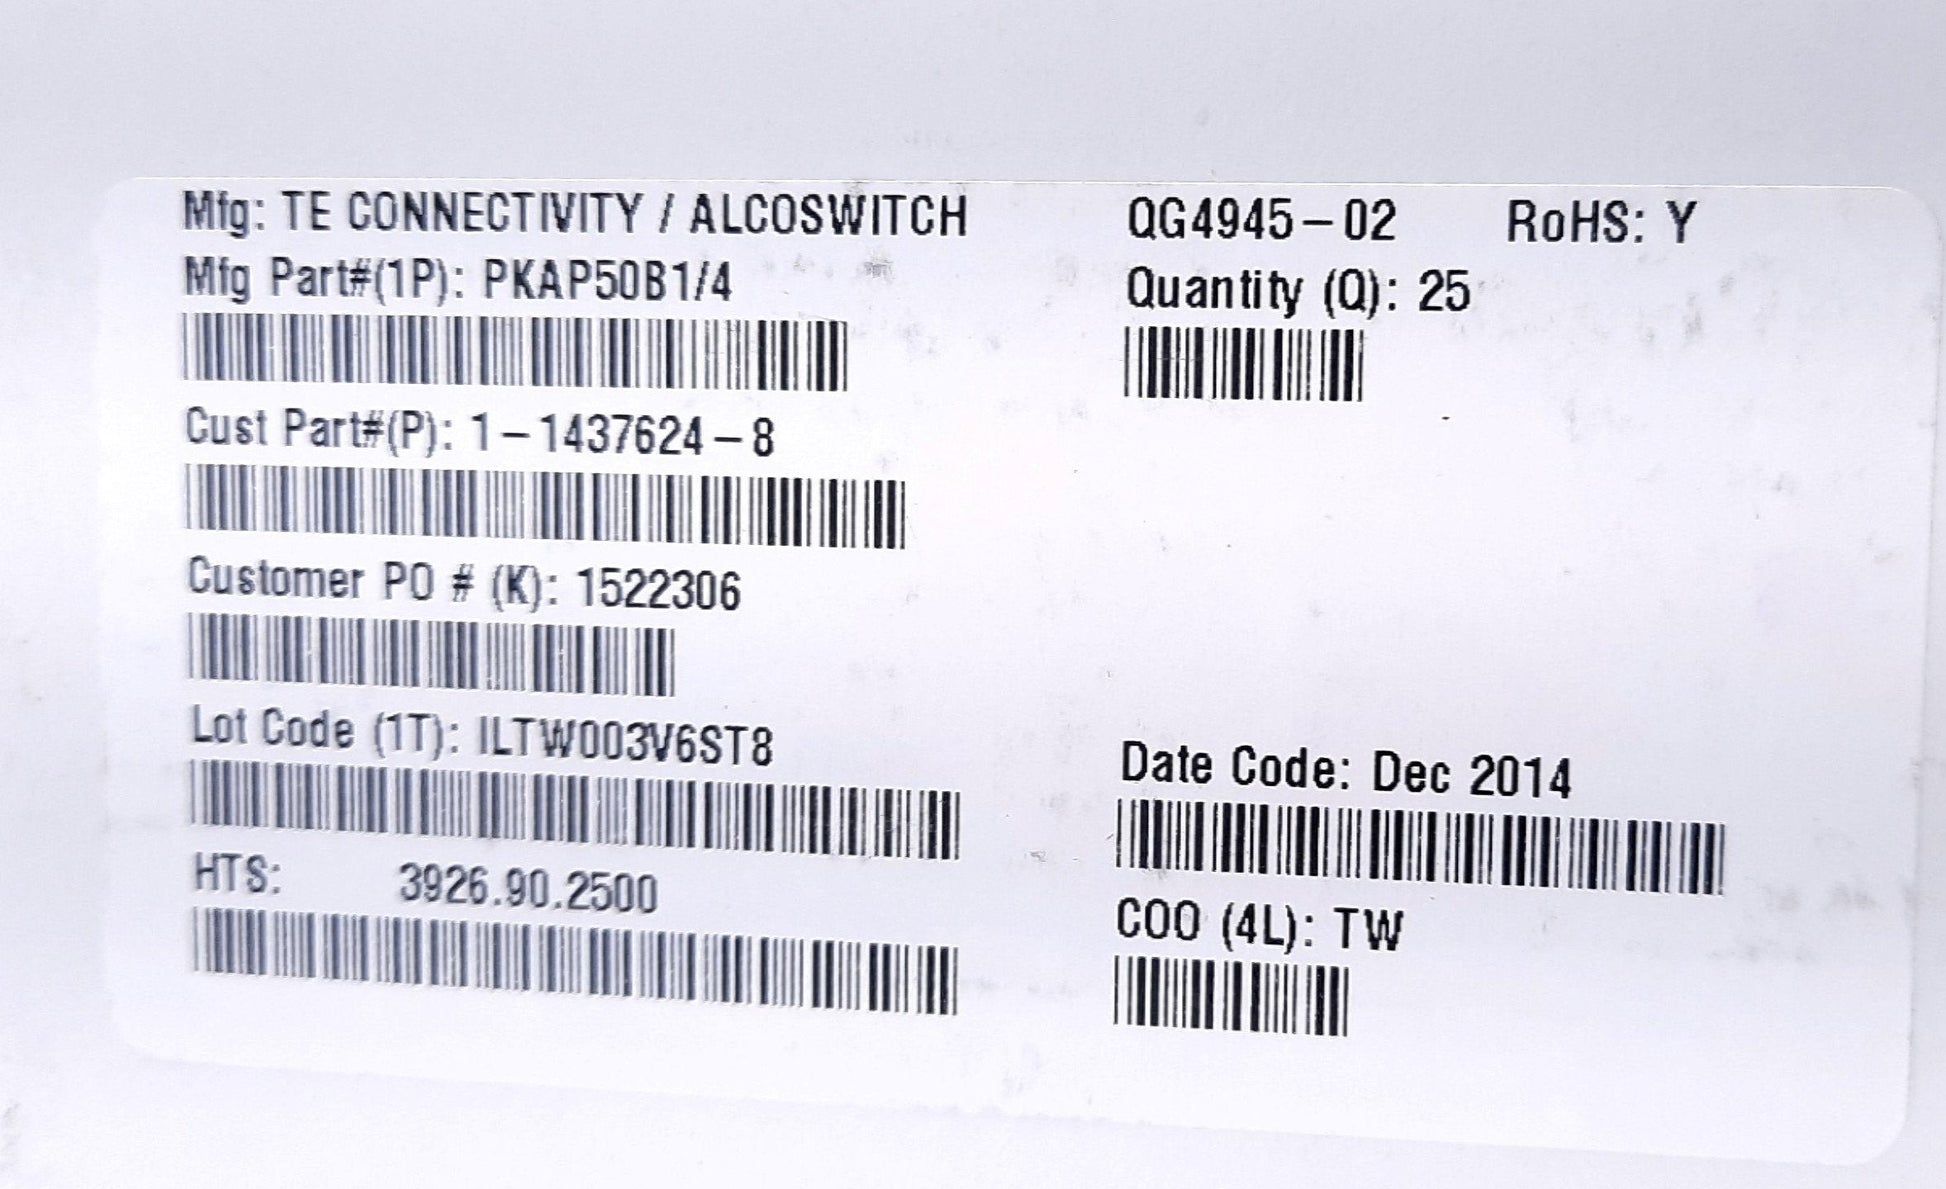 Mfg: TE CONNECTIVITY / ALCOSWITCH
QG4945-02 RoHS: Y
Mfg Part#(1P): PKAP50B1/4
Quantity (Q): 25
Cust Part#(P): 1-1437624-8
Customer PO # (K): 1522306
Lot Code (1T): ILTW003V6ST8
Date Code: Dec 2014
HTS: 3926.90.2500
COO (4L): TW